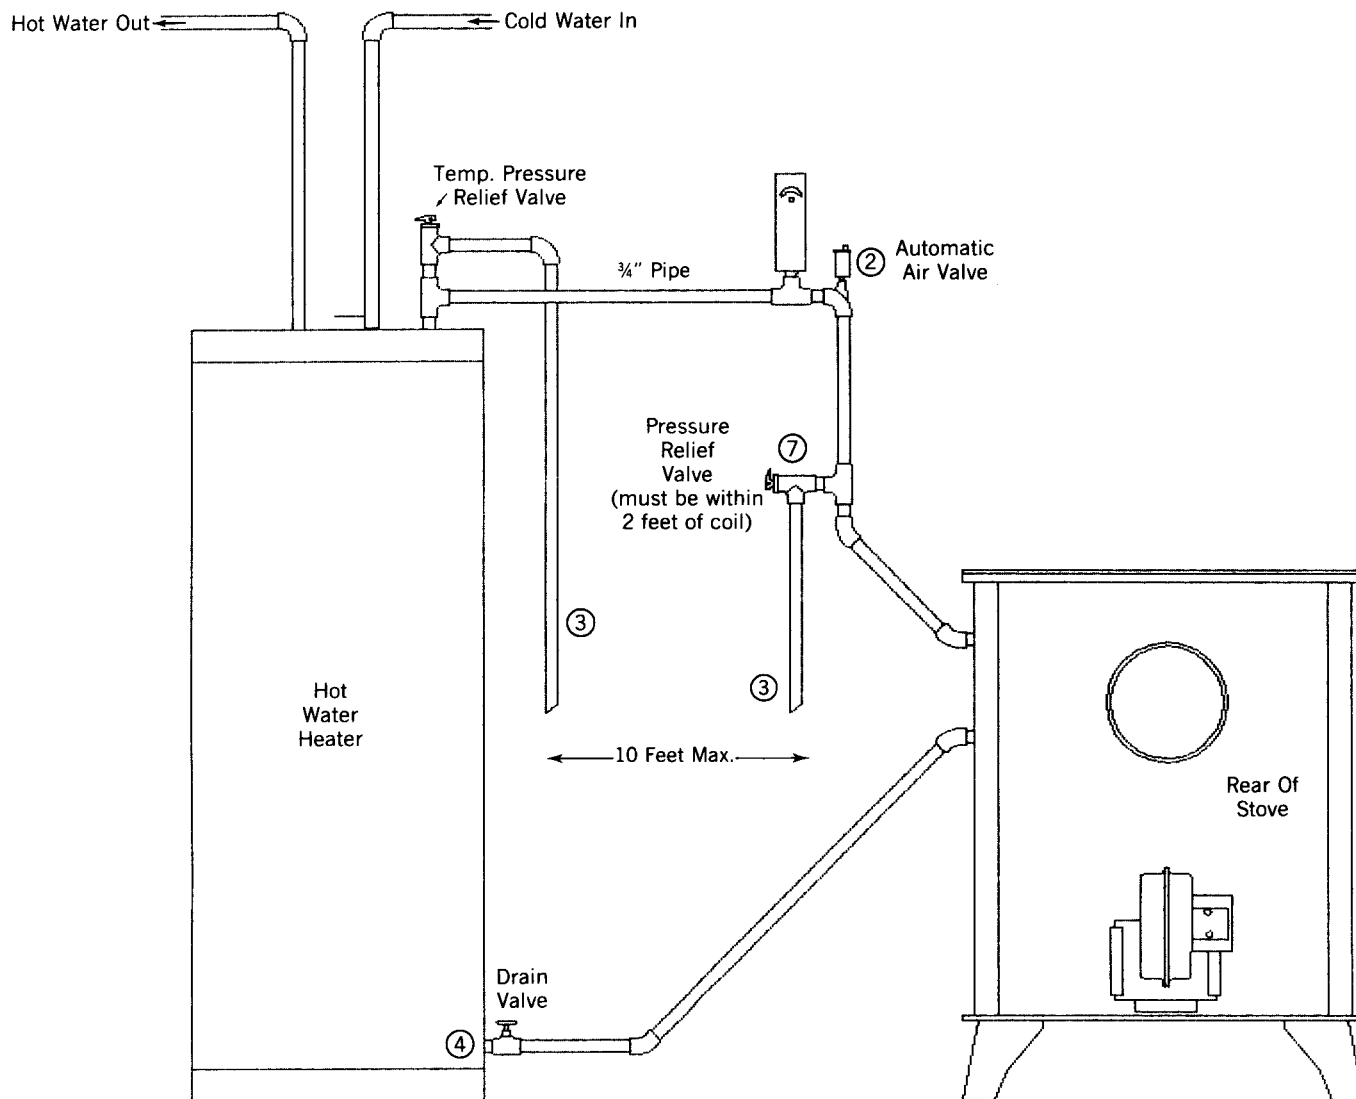 Hot Water Out
Cold Water In
Temp. Pressure
Relief Valve
¾" Pipe
②
Automatic
Air Valve
Pressure
Relief
Valve
(must be within
2 feet of coil)
⑦
③
③
Hot
Water
Heater
10 Feet Max.
Rear Of
Stove
Drain
Valve
④